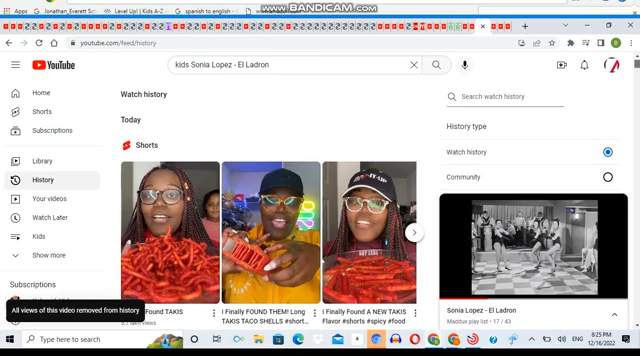 WWW.BANDICAM.COM
Apps
Jonathan_Everett Sc
Level Up! | Kids A-Z
spanish to english
youtube.com/feed/history
YouTube
kids Sonia Lopez - El Ladron
Home
Shorts
Subscriptions
Library
History
Your videos
Watch Later
Kids
Show more
Subscriptions
Watch history
Today
Shorts
I Finally FOUND THEM! Long
TAKIS TACO SHELLS #short…
I Finally Found A NEW TAKIS
Flavor #shorts #spicy #food
Search watch history
History type
Watch history
Community
Sonia Lopez - El Ladron
Maddux play list - 17 / 43
All views of this video removed from history
Type here to search
8:25 PM
12/16/2022